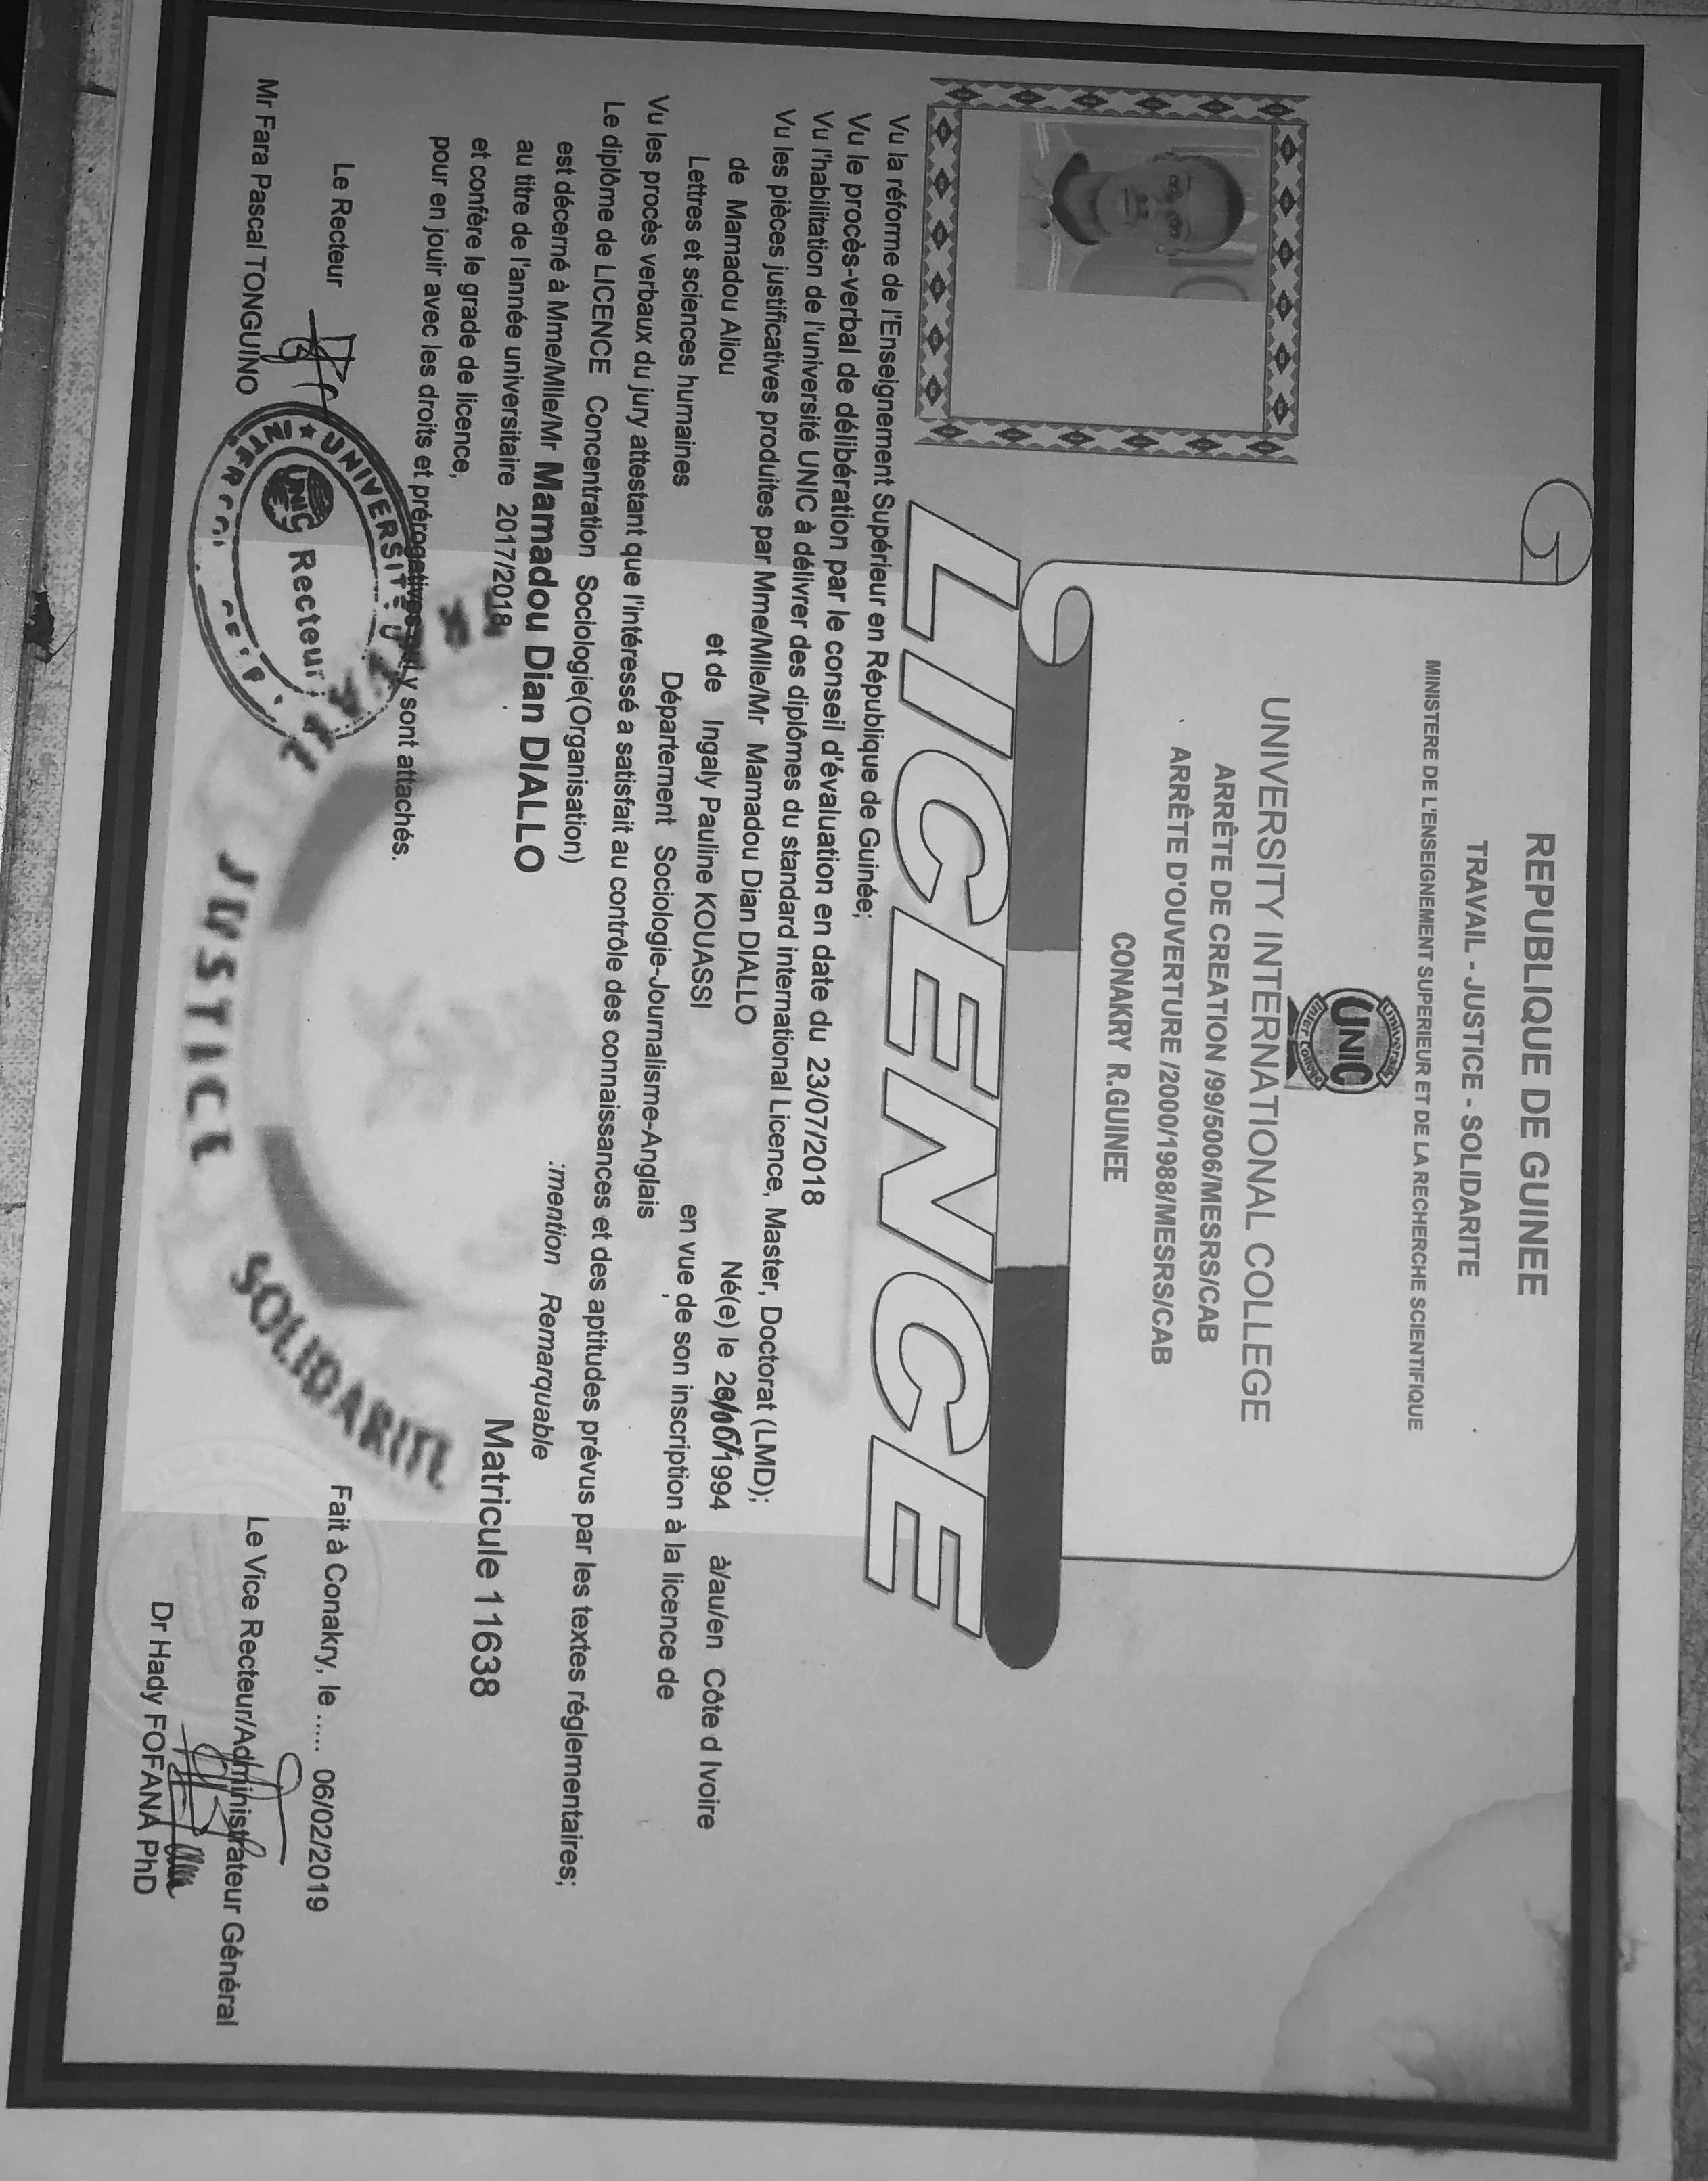 REPUBLIQUE DE GUINEE
TRAVAIL - JUSTICE - SOLIDARITE
MINISTERE DE L'ENSEIGNEMENT SUPERIEUR ET DE LA RECHERCHE SCIENTIFIQUE
UNIC
UNIVERSITY INTERNATIONAL COLLEGE
ARRÊTE DE CREATION /99/5006/MESRS/CAB
ARRÊTE D'OUVERTURE /2000/1988/MESRS/CAB
CONAKRY R.GUINEE
LICENCE
Vu la réforme de l'Enseignement Supérieur en République de Guinée;
Vu le procès-verbal de délibération par le conseil d'évaluation en date du 23/07/2018
Vu l'habilitation de l'université UNIC à délivrer des diplômes du standard international Licence, Master, Doctorat (LMD);
Vu les pièces justificatives produites par Mme/Mlle/Mr Mamadou Dian DIALLO
de Mamadou Aliou et de Ingaly Pauline KOUASSI Né(e) le /1994 à/au/en Côte d Ivoire
Lettres et sciences humaines Département Sociologie-Journalisme-Anglais en vue de son inscription à la licence de
Vu les procès verbaux du jury attestant que l'intéressé a satisfait au contrôle des connaissances et des aptitudes prévus par les textes réglementaires;
Le diplôme de LICENCE Concentration Sociologie(Organisation)
est décerné à Mme/Mlle/Mr Mamadou Dian DIALLO :mention Remarquable
au titre de l'année universitaire 2017/2018
et confère le grade de licence, Matricule 11638
pour en jouir avec les droits et prérogatives y sont attachés.
Le Recteur
Mr Fara Pascal TONGUINO
UNIVERSITE
UNIC Recteur
JUSTICE
SOLIDARITE
Fait à Conakry, le ..... 06/02/2019
Le Vice Recteur/Administrateur Général
Dr Hady FOFANA PhD